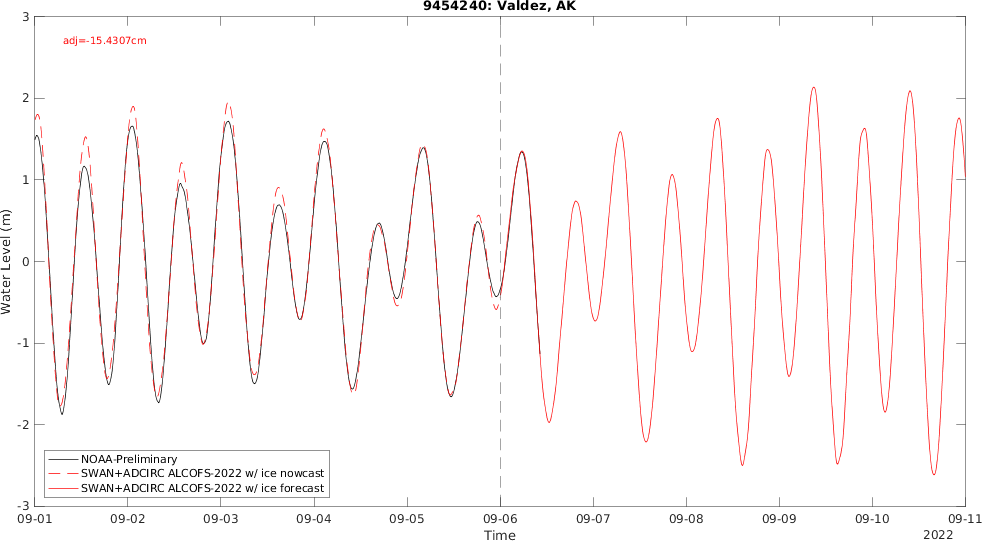 9454240: Valdez, AK
adj=-15.4307cm
3
2
1
0
-1
-2
-3
Water Level (m)
NOAA-Preliminary
SWAN+ADCIRC ALCOFS-2022 w/ ice nowcast
SWAN+ADCIRC ALCOFS-2022 w/ ice forecast
09-01 09-02 09-03 09-04 09-05 09-06 09-07 09-08 09-09 09-10 09-11
Time
2022